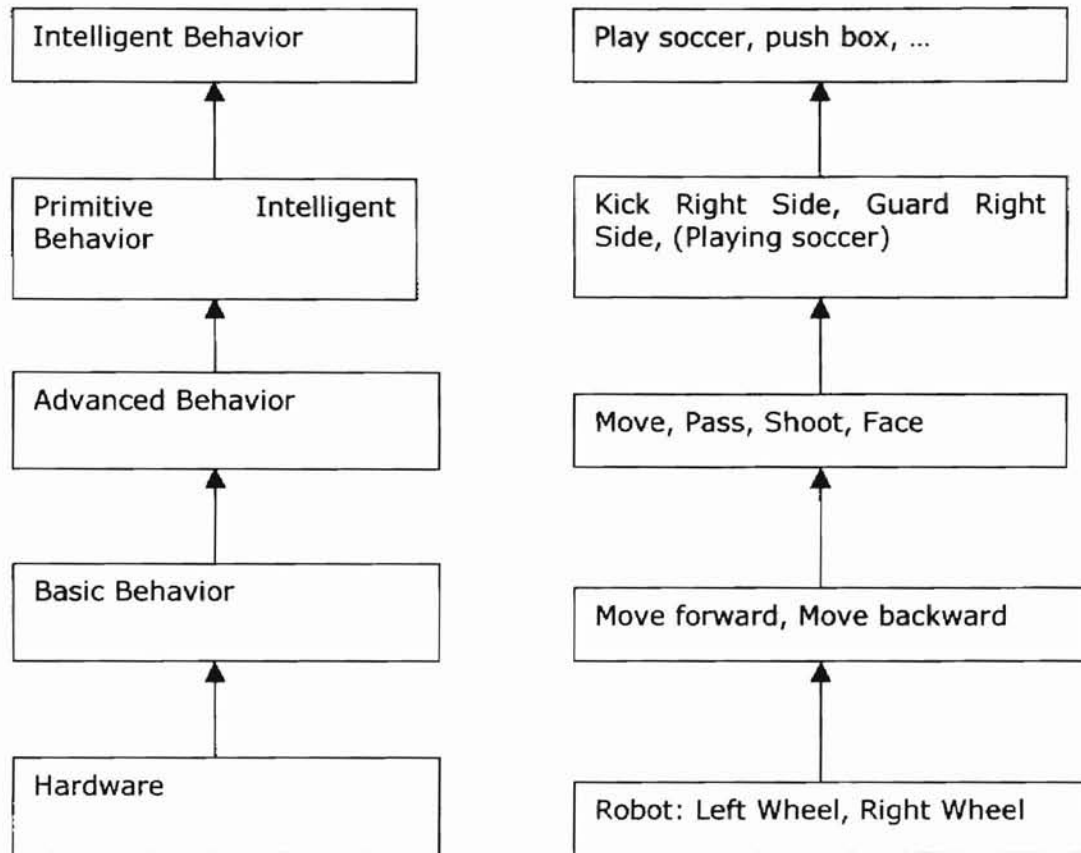 Intelligent Behavior
Play soccer, push box, ...
Primitive Intelligent
Behavior
Kick Right Side, Guard Right
Side, (Playing soccer)
Advanced Behavior
Move, Pass, Shoot, Face
Basic Behavior
Move forward, Move backward
Hardware
Robot: Left Wheel, Right Wheel